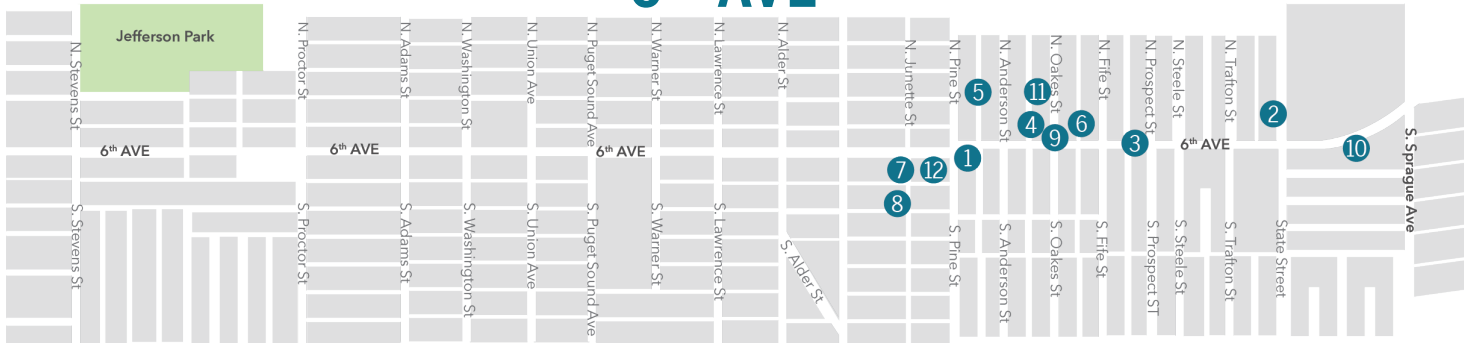 AVE
Jefferson Park
N. Stevens St
N. Proctor St
N. Adams St
N. Washington St
N. Union Ave
N. Puget Sound Ave
N. Warner St
N. Lawrence St
N. Alder St
N. Junette St
N. Pine St
N. Anderson St
N. Oakes St
N. Fife St
N. Prospect St
N. Steele St
N. Trafton St
5
11
2
4
6
9
3
10
1
7
12
8
6th AVE
6th AVE
6th AVE
6th AVE
S. Sprague Ave
S. Stevens St
S. Proctor St
S. Adams St
S. Washington St
S. Union Ave
S. Puget Sound Ave
S. Warner St
S. Lawrence St
S. Alder St
S. Pine St
S. Anderson St
S. Oakes St
S. Fife St
S. Prospect ST
S. Steele St
S. Trafton St
State Street